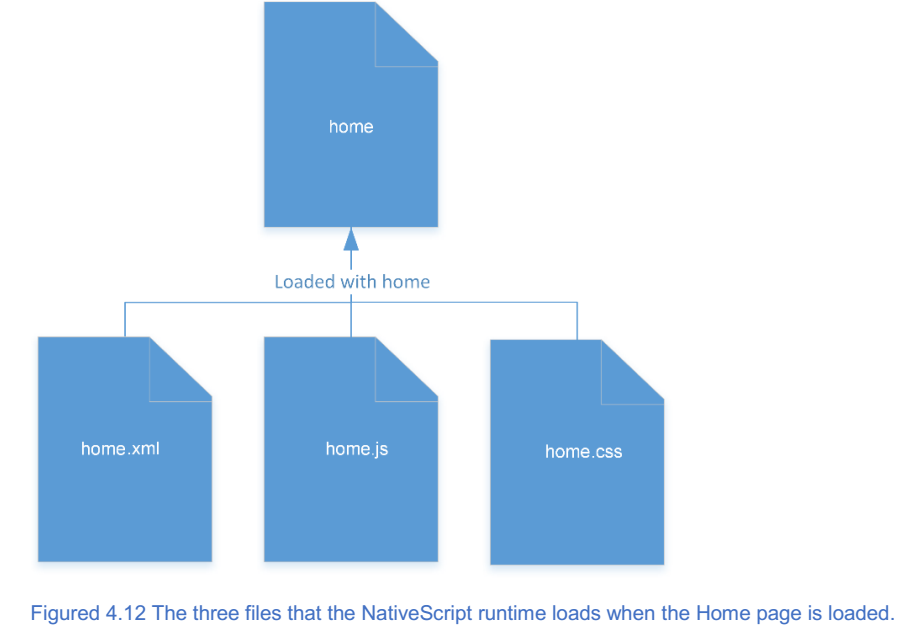 home
Loaded with home
home.xml
home.js
home.css
Figured 4.12 The three files that the NativeScript runtime loads when the Home page is loaded.